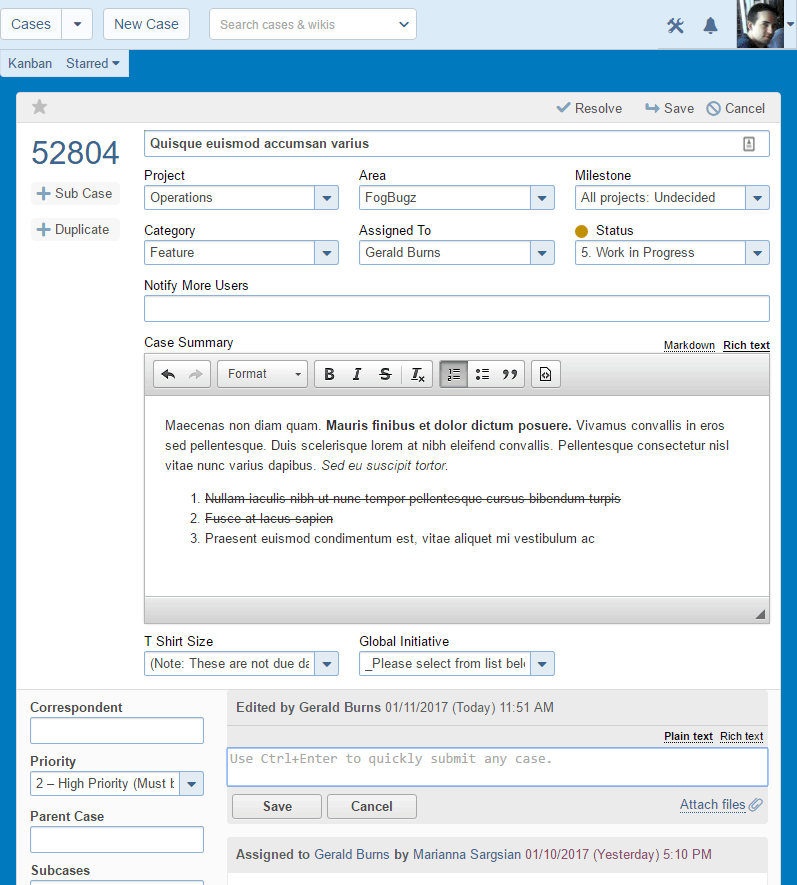 Cases New Case Search cases & wikis
Kanban Starred
Resolve Save Cancel
52804
Quisque euismod accumsan varius
Sub Case
Duplicate
Project Area Milestone
Operations FogBugz All projects: Undecided
Category Assigned To Status
Feature Gerald Burns 5. Work in Progress
Notify More Users
Case Summary Markdown Rich text
Format B I S Tx
Maecenas non diam quam. Mauris finibus et dolor dictum posuere. Vivamus convallis in eros
sed pellentesque. Duis scelerisque lorem at nibh eleifend convallis. Pellentesque consectetur nisl
vitae nunc varius dapibus. Sed eu suscipit tortor.
1. Nullam iaculis nibh ut nunc tempor pellentesque cursus bibendum turpis
2. Fusce at lacus sapien
3. Praesent euismod condimentum est, vitae aliquet mi vestibulum ac
T Shirt Size Global Initiative
(Note: These are not due da _Please select from list bel
Correspondent
Priority
2 – High Priority (Must b
Parent Case
Subcases
Edited by Gerald Burns 01/11/2017 (Today) 11:51 AM
Plain text Rich text
Use Ctrl+Enter to quickly submit any case.
Save Cancel Attach files
Assigned to Gerald Burns by Marianna Sargsian 01/10/2017 (Yesterday) 5:10 PM